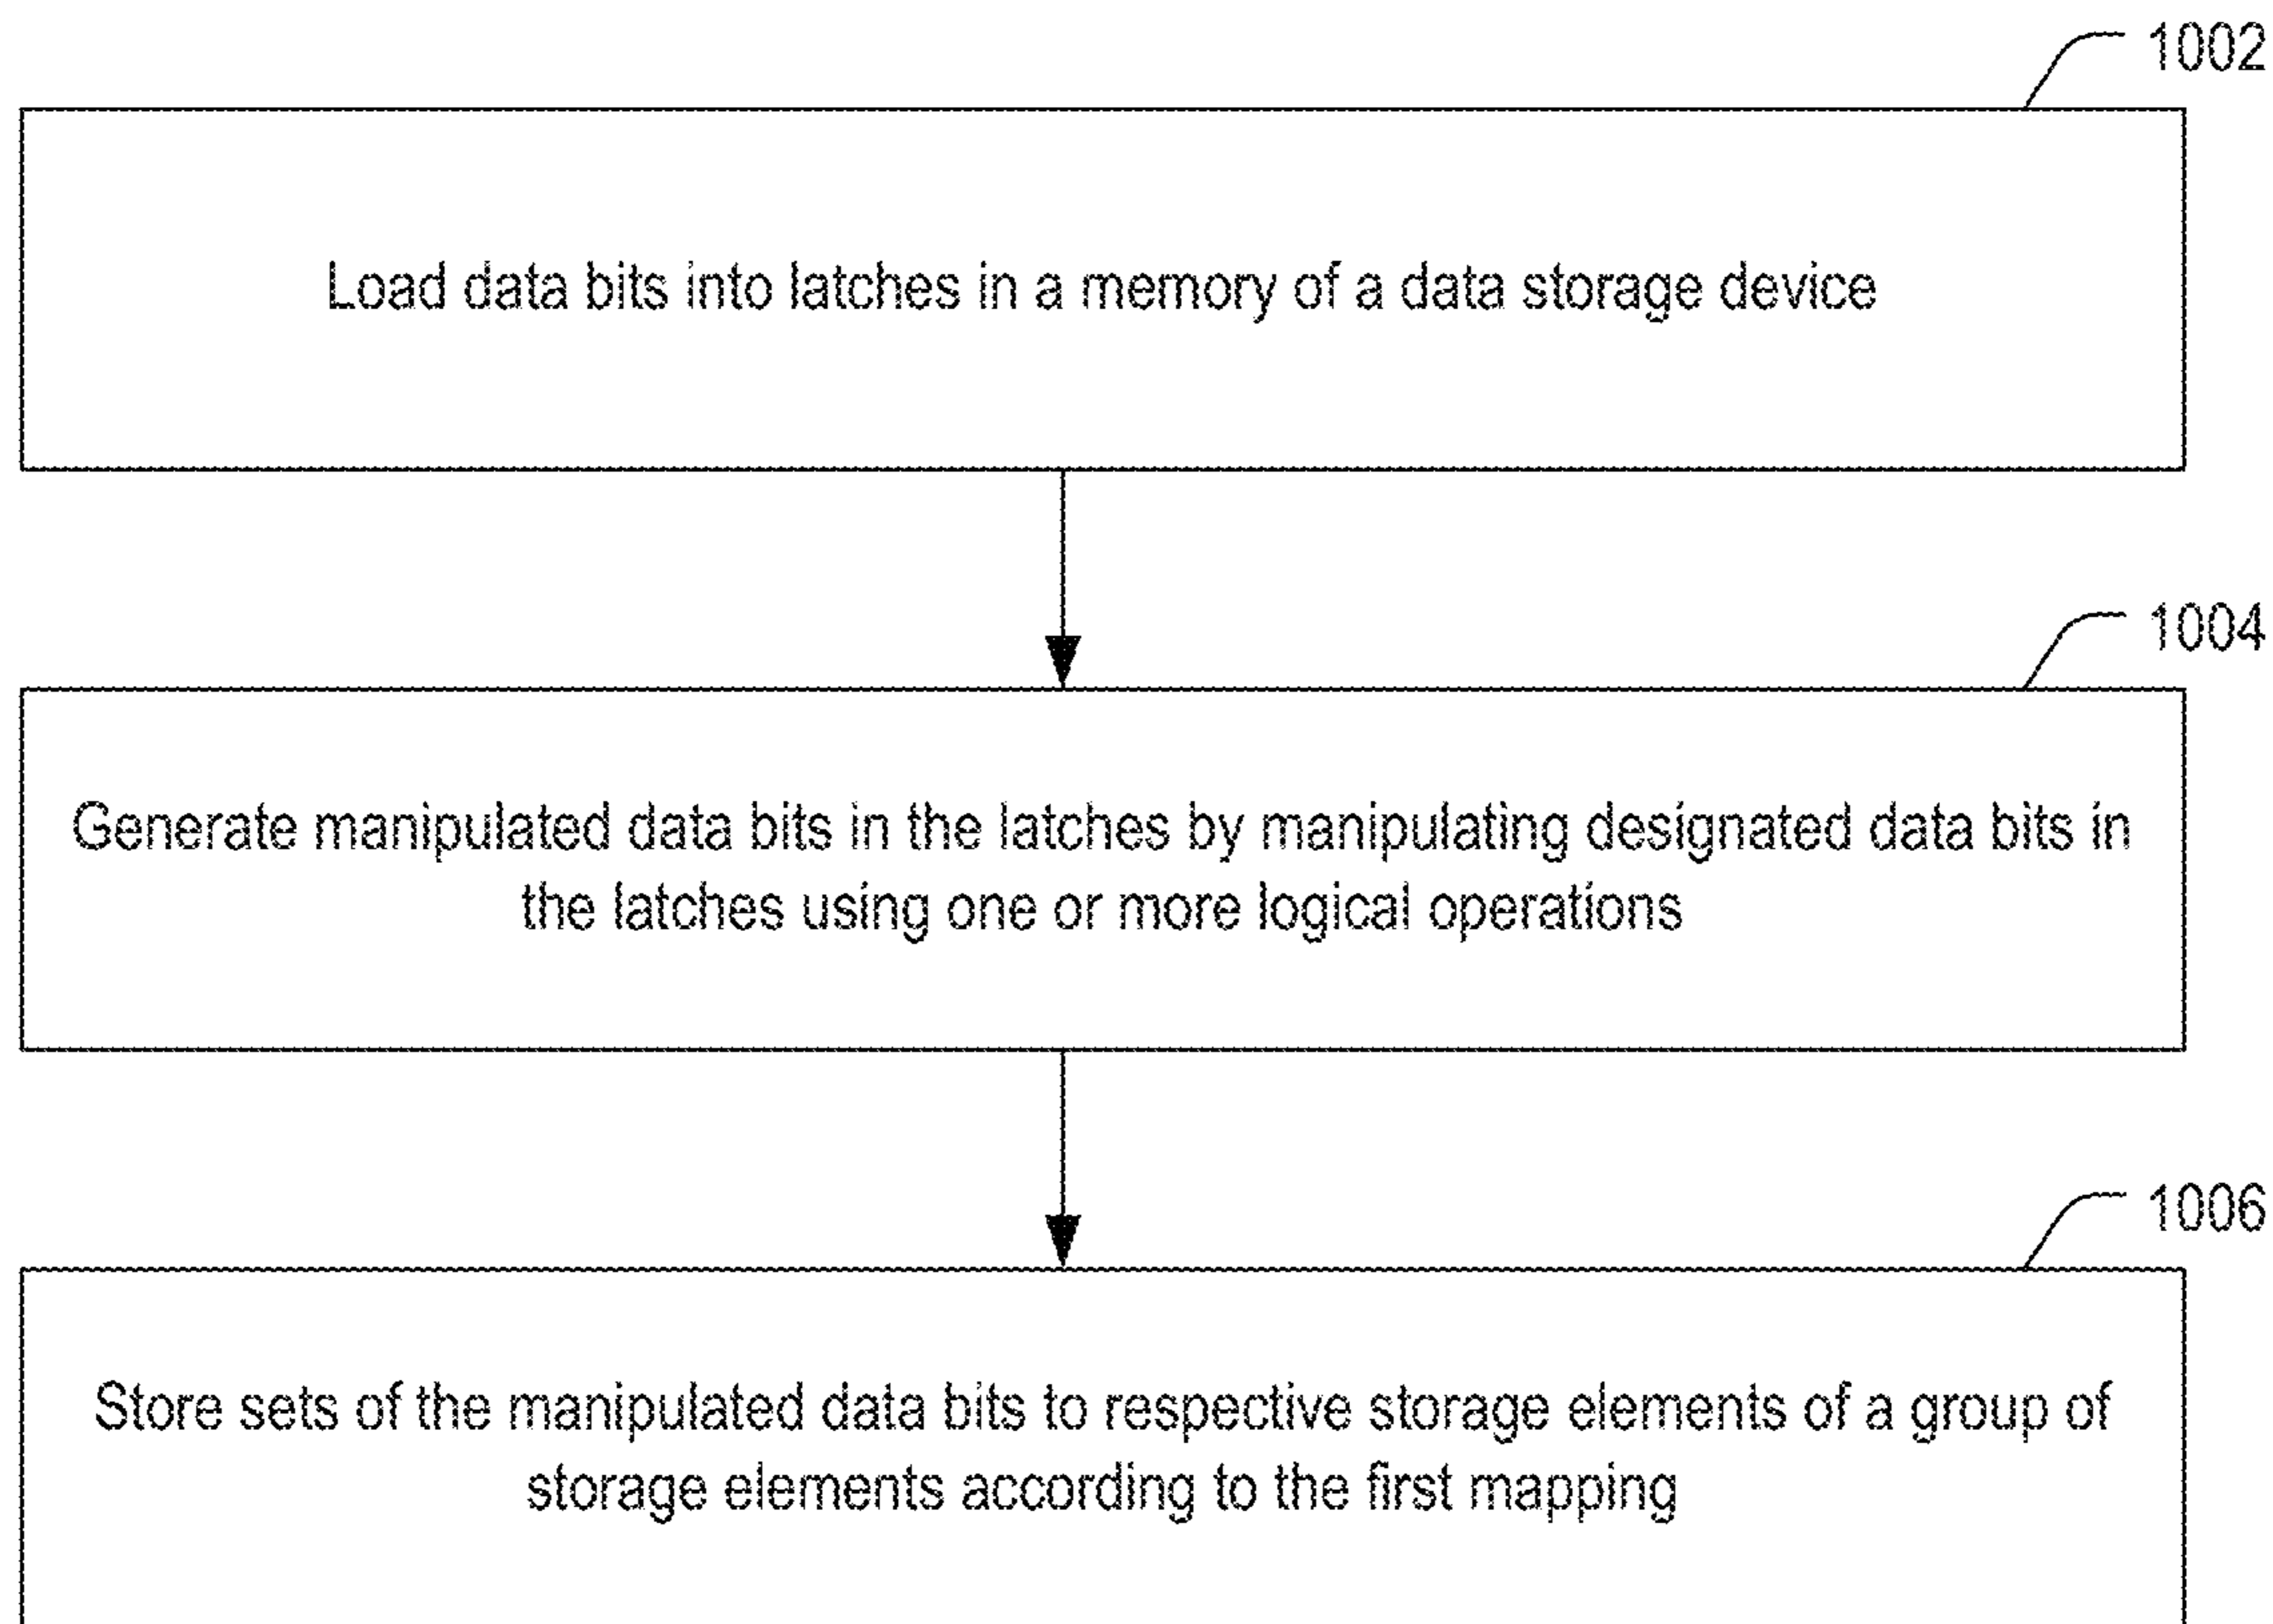 1002
Load data bits into latches in a memory of a data storage device
1004
Generate manipulated data bits in the latches by manipulating designated data bits in
the latches using one or more logical operations
1006
Store sets of the manipulated data bits to respective storage elements of a group of
storage elements according to the first mapping